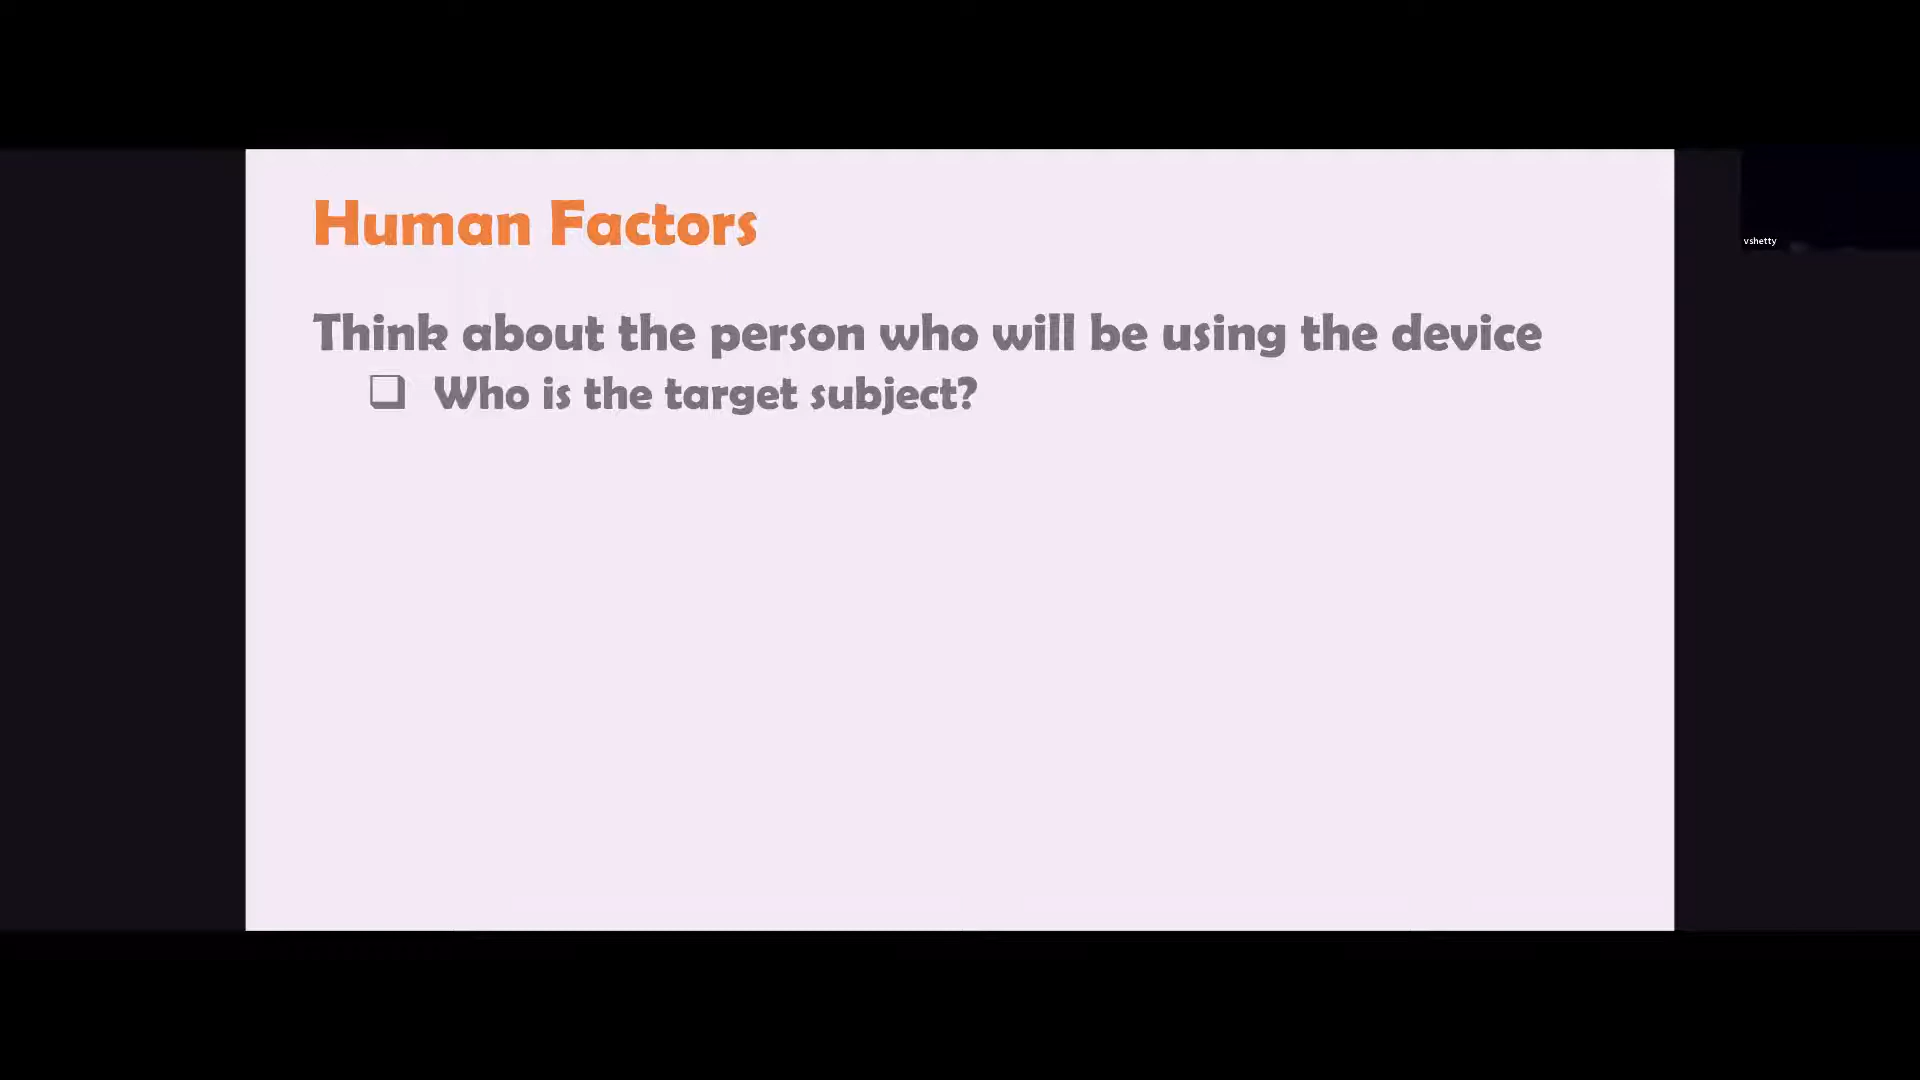 Human Factors
vshetty
Think about the person who will be using the device
❑ Who is the target subject?